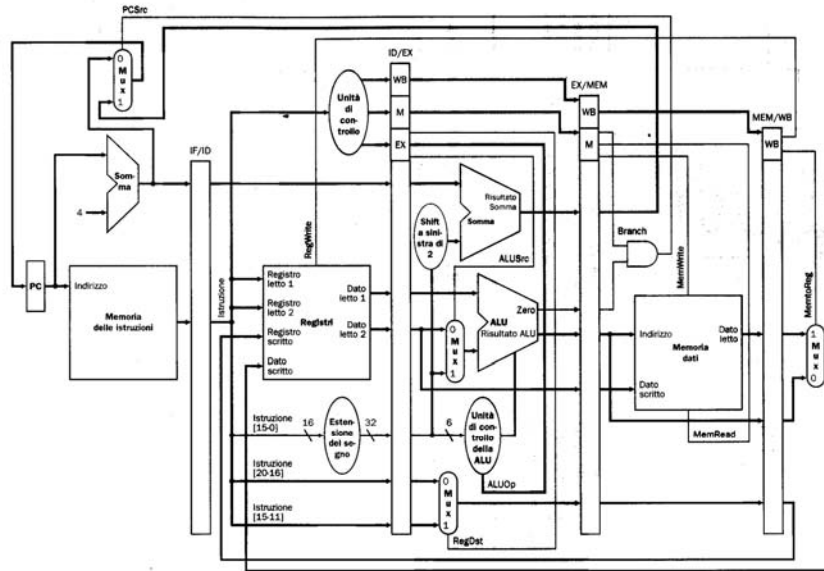 PCSrc
0
M
u
x
1
ID/EX
WB
M
EX
Unità
di
controllo
EX/MEM
WB
M
MEM/WB
WB
IF/ID
Som-
ma
4
PC
Indirizzo
Memoria
delle istruzioni
Istruzione
RegWrite
Registro
letto 1
Registro
letto 2
Registro
scritto
Dato
scritto
Registri
Dato
letto 1
Dato
letto 2
Shift
a sini-
stra di
2
Risultato
Somma
Somma
ALUSrc
0
M
u
x
1
Zero
ALU
Risultato ALU
Branch
MemWrite
Indirizzo
Dato
letto
Memoria
dati
Dato
scritto
MemRead
MemtoReg
1
M
u
x
0
Istruzione
[15-0]
16
Estensione
del se-
gno
32
6
Unità
di con-
trollo
della
ALU
ALUOp
Istruzione
[20-16]
Istruzione
[15-11]
0
M
u
x
1
RegDst